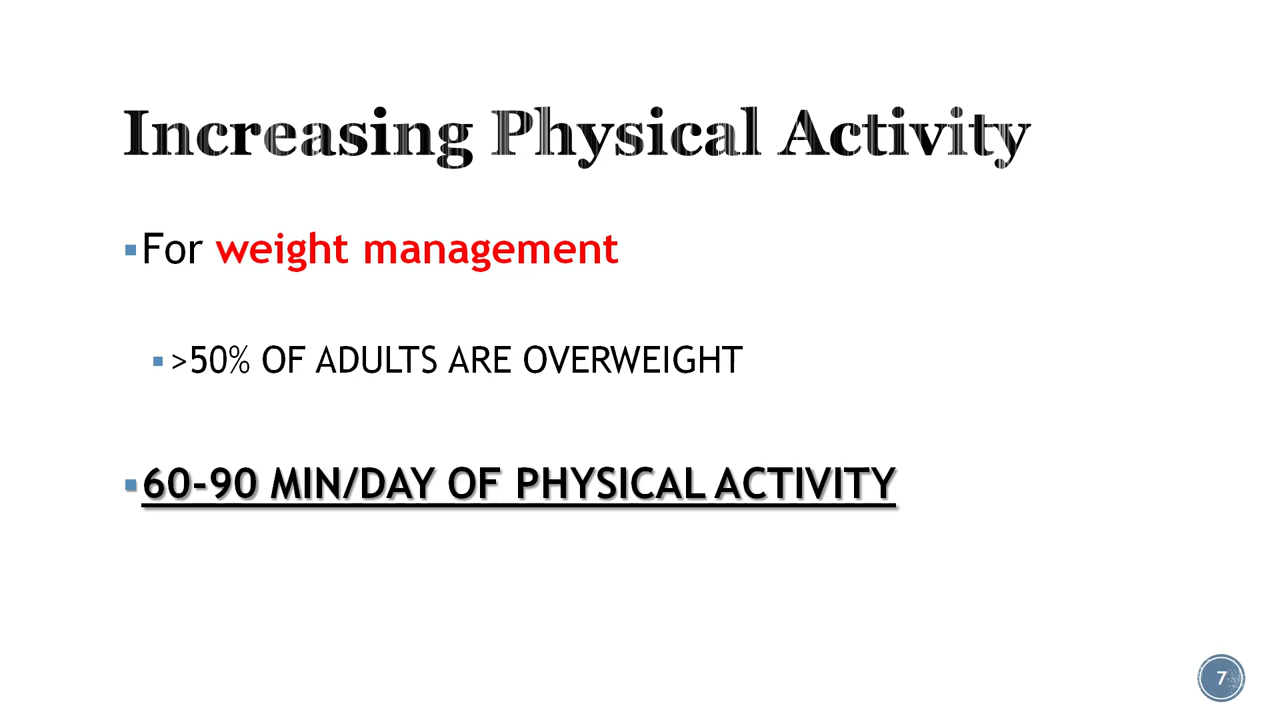 Increasing Physical Activity
For weight management
>50% OF ADULTS ARE OVERWEIGHT
60-90 MIN/DAY OF PHYSICAL ACTIVITY
7